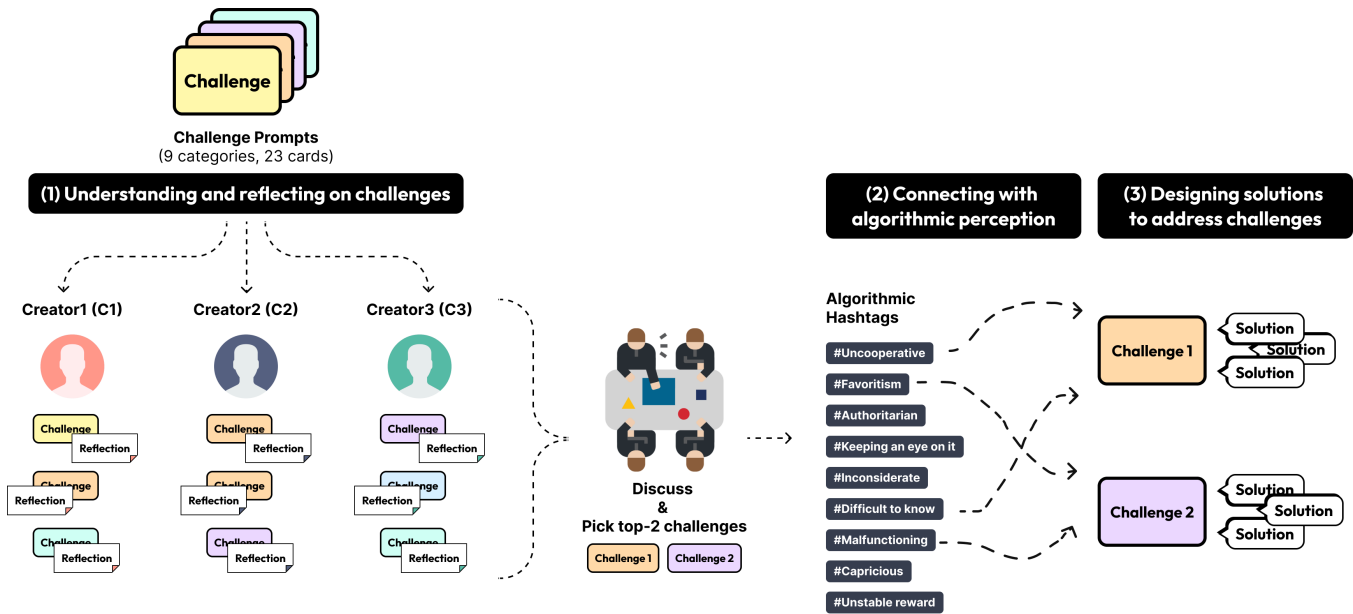 Challenge
Challenge Prompts
(9 categories, 23 cards)
(1) Understanding and reflecting on challenges
Creator1 (C1)
Challenge
Reflection
Challenge
Reflection
Challenge
Reflection
Creator2 (C2)
Challenge
Reflection
Challenge
Reflection
Challenge
Reflection
Creator3 (C3)
Challenge
Reflection
Challenge
Reflection
Challenge
Reflection
Discuss
&
Pick top-2 challenges
Challenge 1
Challenge 2
(2) Connecting with
algorithmic perception
Algorithmic
Hashtags
#Uncooperative
#Favoritism
#Authoritarian
#Keeping an eye on it
#Inconsiderate
#Difficult to know
#Malfunctioning
#Capricious
#Unstable reward
(3) Designing solutions
to address challenges
Challenge 1
Solution
Solution
Solution
Challenge 2
Solution
Solution
Solution